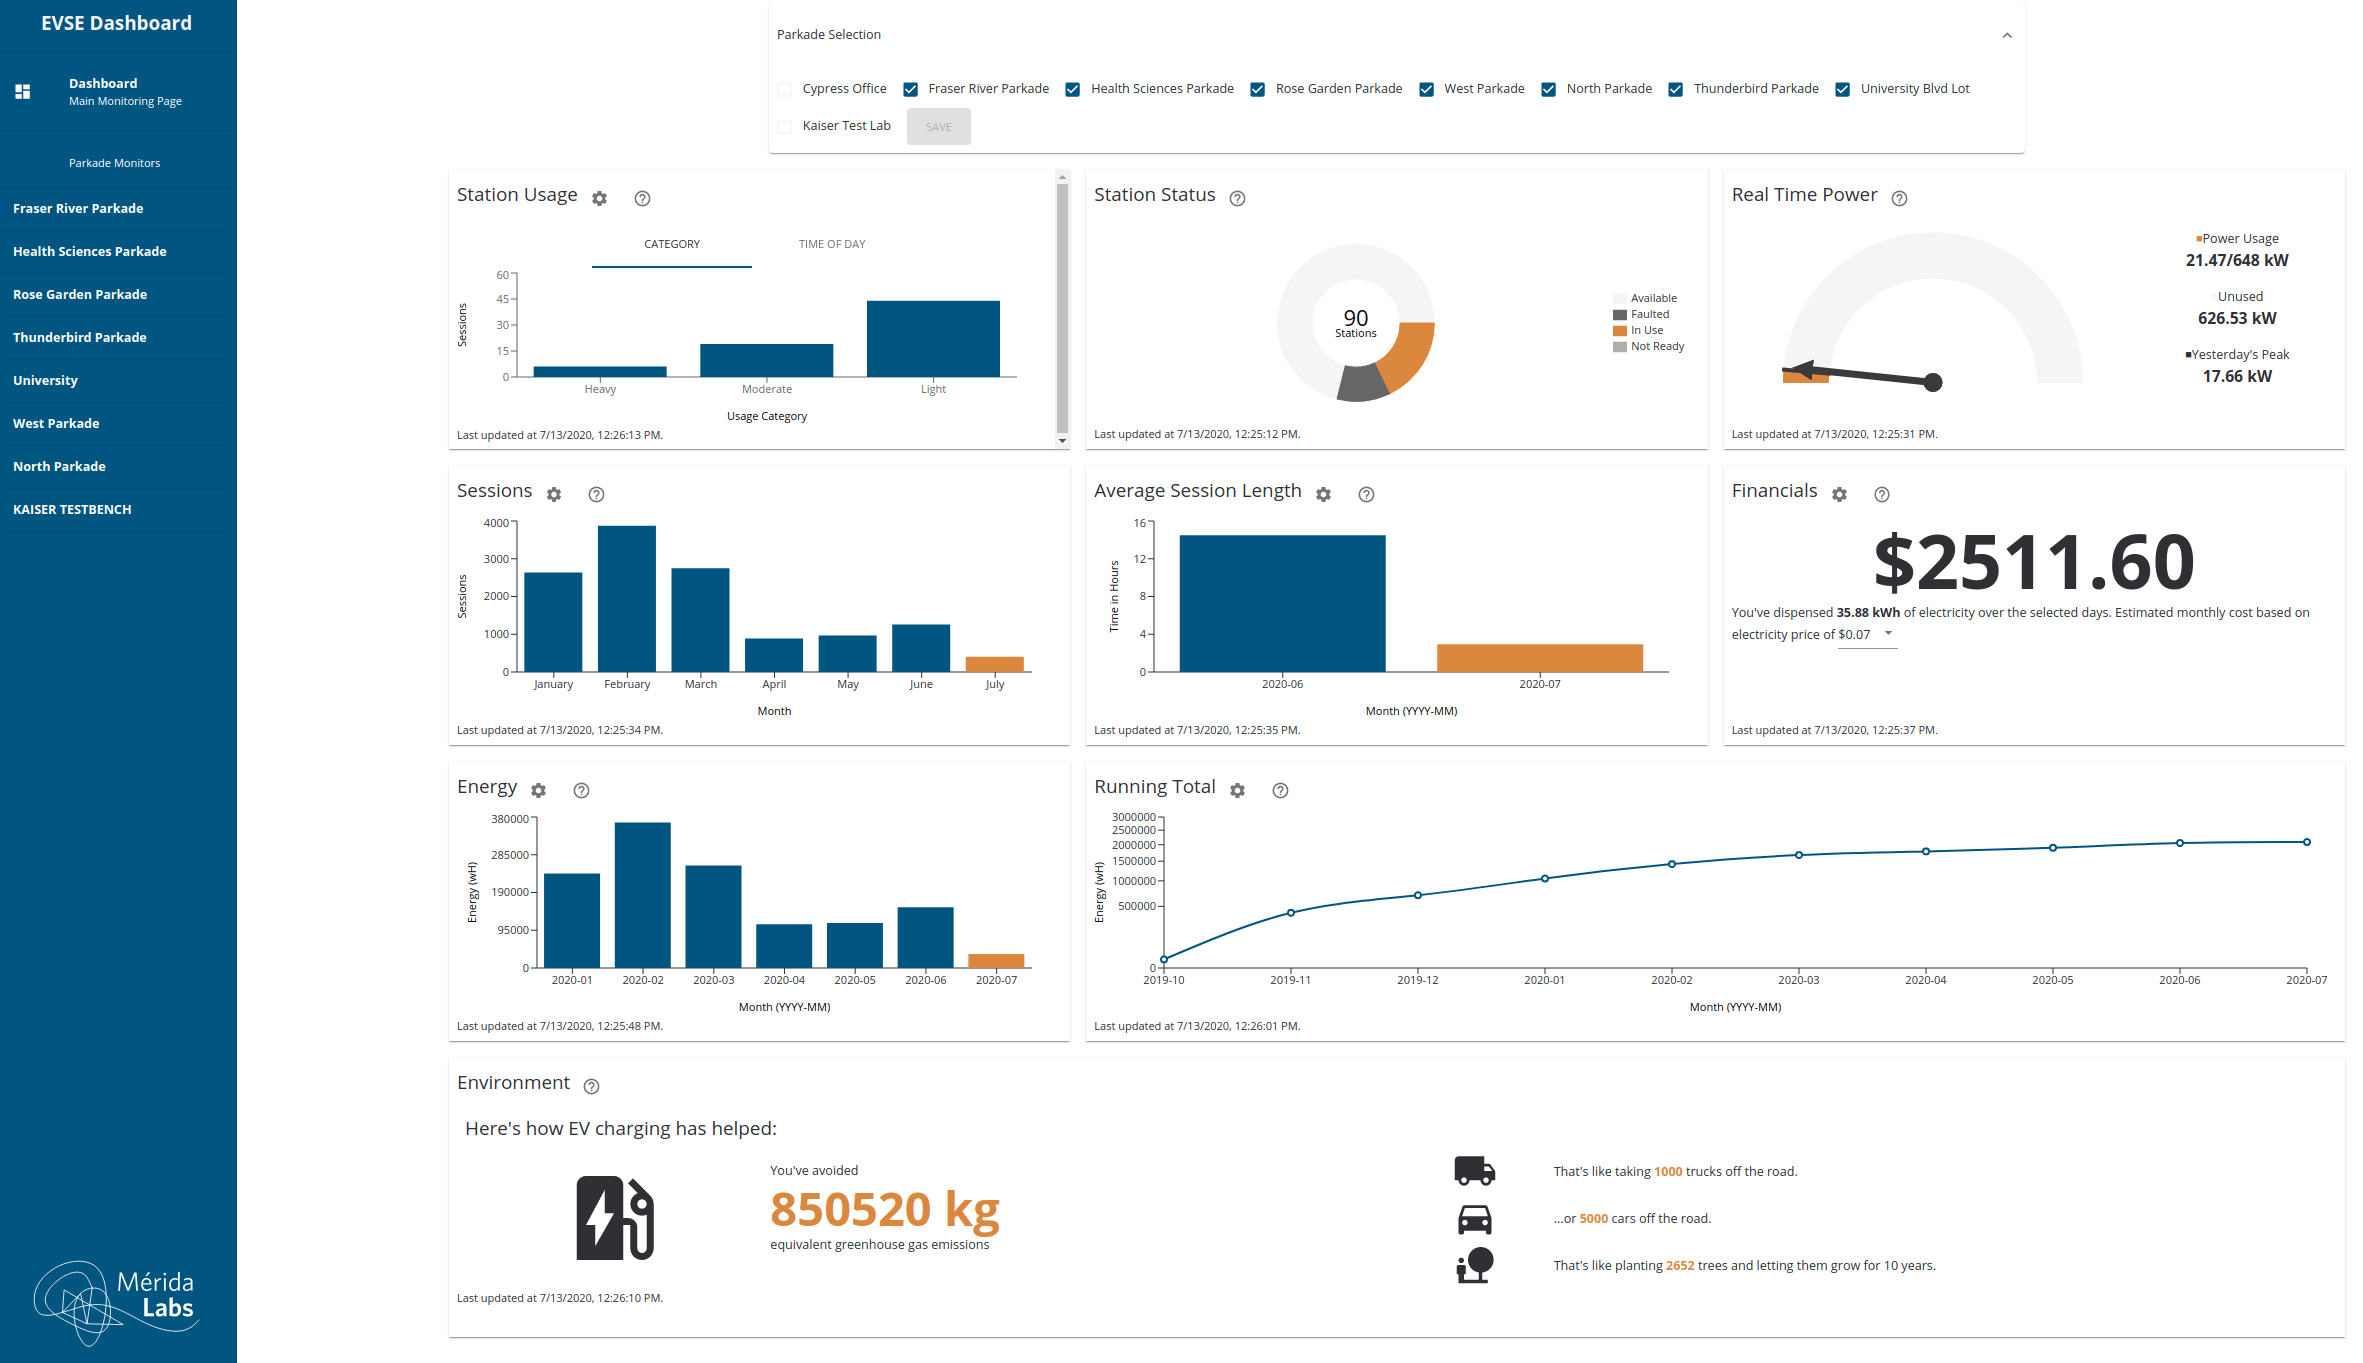 EVSE Dashboard
Dashboard
Main Monitoring Page
Parkade Monitors
Fraser River Parkade
Health Sciences Parkade
Rose Garden Parkade
Thunderbird Parkade
University
West Parkade
North Parkade
KAISER TESTBENCH
Mérida
Labs
Parkade Selection
Cypress Office Fraser River Parkade Health Sciences Parkade Rose Garden Parkade West Parkade North Parkade Thunderbird Parkade University Blvd Lot
Kaiser Test Lab SAVE
Station Usage
CATEGORY TIME OF DAY
Sessions
60
45
30
15
0
Heavy Moderate Light
Usage Category
Last updated at 7/13/2020, 12:26:13 PM.
Station Status
90
Stations
Available
Faulted
In Use
Not Ready
Last updated at 7/13/2020, 12:25:12 PM.
Real Time Power
Power Usage
21.47/648 kW
Unused
626.53 kW
Yesterday's Peak
17.66 kW
Last updated at 7/13/2020, 12:25:31 PM.
Sessions
Sessions
4000
3000
2000
1000
0
January February March April May June July
Month
Last updated at 7/13/2020, 12:25:34 PM.
Average Session Length
Time in Hours
16
12
8
4
0
2020-06 2020-07
Month (YYYY-MM)
Last updated at 7/13/2020, 12:25:35 PM.
Financials
$2511.60
You've dispensed 35.88 kWh of electricity over the selected days. Estimated monthly cost based on
electricity price of $0.07
Last updated at 7/13/2020, 12:25:37 PM.
Energy
Energy (wH)
380000
285000
190000
95000
0
2020-01 2020-02 2020-03 2020-04 2020-05 2020-06 2020-07
Month (YYYY-MM)
Last updated at 7/13/2020, 12:25:48 PM.
Running Total
Energy (wH)
3000000
2500000
2000000
1500000
1000000
500000
0
2019-10 2019-11 2019-12 2020-01 2020-02 2020-03 2020-04 2020-05 2020-06 2020-07
Month (YYYY-MM)
Last updated at 7/13/2020, 12:26:01 PM.
Environment
Here's how EV charging has helped:
You've avoided
850520 kg
equivalent greenhouse gas emissions
That's like taking 1000 trucks off the road.
...or 5000 cars off the road.
That's like planting 2652 trees and letting them grow for 10 years.
Last updated at 7/13/2020, 12:26:10 PM.